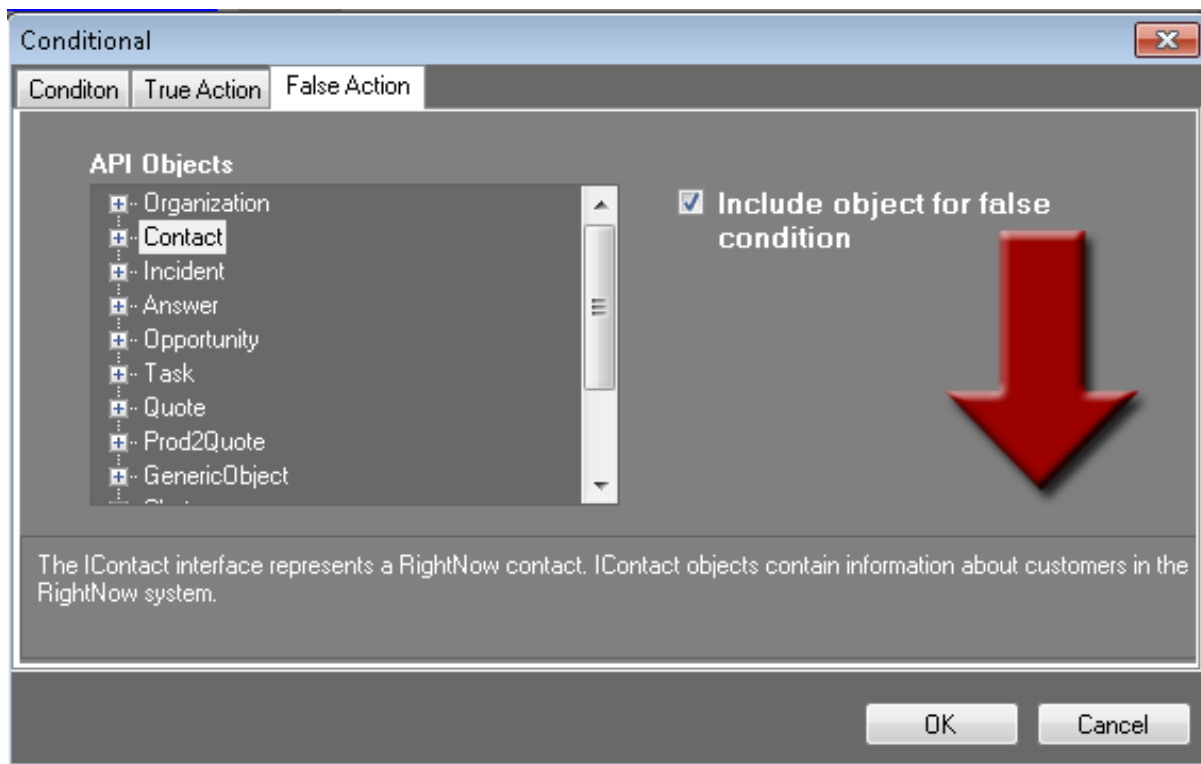 Conditional
Conditon
True Action
False Action
API Objects
Organization
Contact
Incident
Answer
Opportunity
Task
Quote
Prod2Quote
GenericObject
Include object for false
condition
The IContact interface represents a RightNow contact. IContact objects contain information about customers in the
RightNow system.
OK
Cancel